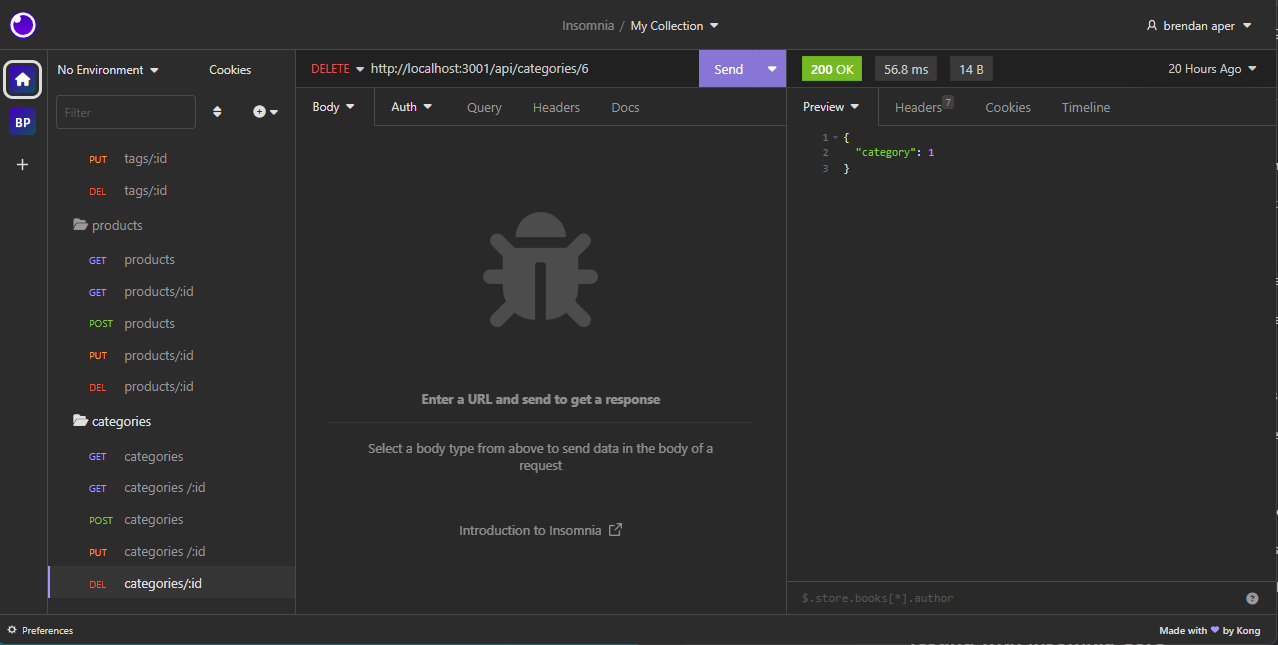 Insomnia / My Collection
brendan aper
BP
No Environment
Cookies
Filter
PUT tags/:id
DEL tags/:id
products
GET products
GET products/:id
POST products
PUT products/:id
DEL products/:id
categories
GET categories
GET categories /:id
POST categories
PUT categories /:id
DEL categories/:id
DELETE http://localhost:3001/api/categories/6
Send
Body
Auth
Query
Headers
Docs
Enter a URL and send to get a response
Select a body type from above to send data in the body of a
request
Introduction to Insomnia
200 OK
56.8 ms
14 B
20 Hours Ago
Preview
Headers 7
Cookies
Timeline
1 {
2 "category": 1
3 }
$.store.books[*].author
Preferences
Made with by Kong